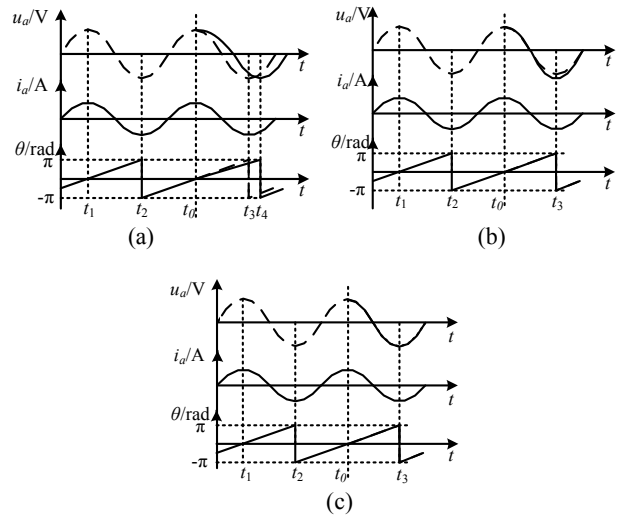 u_a/V
t
i_a/A
t
θ/rad
π
t
-π
t_1 t_2 t_0 t_3 t_4
(a)
u_a/V
t
i_a/A
t
θ/rad
π
t
-π
t_1 t_2 t_0 t_3
(b)
u_a/V
t
i_a/A
t
θ/rad
π
t
-π
t_1 t_2 t_0 t_3
(c)